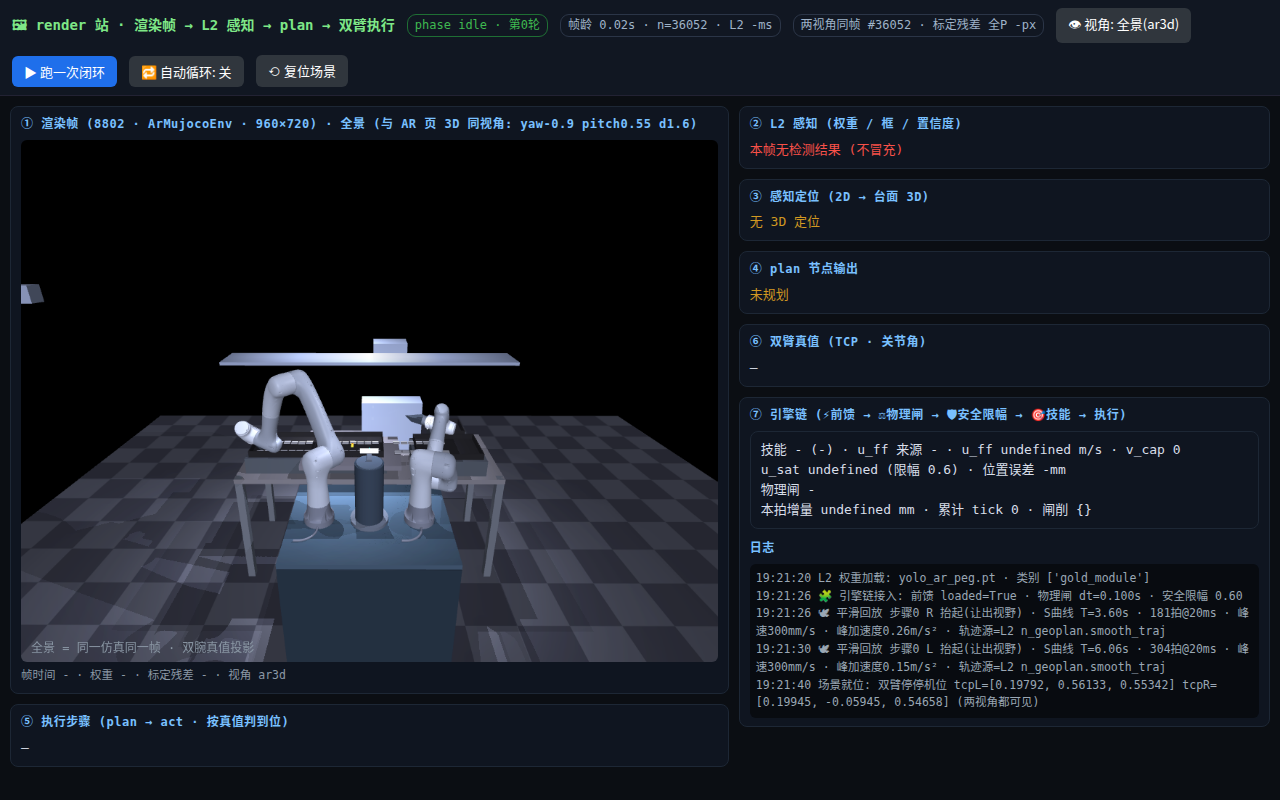 🖼 render 站 · 渲染帧 → L2 感知 → plan → 双臂执行
phase idle · 第0轮
帧龄 0.02s · n=36052 · L2 -ms
两视角同帧 #36052 · 标定残差 全P -px
👁 视角: 全景(ar3d)
▶ 跑一次闭环
🔁 自动循环: 关
⟲ 复位场景
① 渲染帧 (8802 · ArMujocoEnv · 960×720) · 全景 (与 AR 页 3D 同视角: yaw-0.9 pitch0.55 d1.6)
全景 = 同一仿真同一帧 · 双腕真值投影
帧时间 - · 权重 - · 标定残差 - · 视角 ar3d
⑤ 执行步骤 (plan → act · 按真值判到位)
—
② L2 感知 (权重 / 框 / 置信度)
本帧无检测结果 (不冒充)
③ 感知定位 (2D → 台面 3D)
无 3D 定位
④ plan 节点输出
未规划
⑥ 双臂真值 (TCP · 关节角)
—
⑦ 引擎链 (⚡前馈 → ⚖物理闸 → 🛡安全限幅 → 🎯技能 → 执行)
技能 - (-) · u_ff 来源 - · u_ff undefined m/s · v_cap 0
u_sat undefined (限幅 0.6) · 位置误差 -mm
物理闸 -
本拍增量 undefined mm · 累计 tick 0 · 闸削 {}
日志
19:21:20 L2 权重加载: yolo_ar_peg.pt · 类别 ['gold_module']
19:21:26 🧩 引擎链接入: 前馈 loaded=True · 物理闸 dt=0.100s · 安全限幅 0.60
19:21:26 🕊 平滑回放 步骤0 R 抬起(让出视野) · S曲线 T=3.60s · 181拍@20ms · 峰
速300mm/s · 峰加速度0.26m/s² · 轨迹源=L2 n_geoplan.smooth_traj
19:21:30 🕊 平滑回放 步骤0 L 抬起(让出视野) · S曲线 T=6.06s · 304拍@20ms · 峰
速300mm/s · 峰加速度0.15m/s² · 轨迹源=L2 n_geoplan.smooth_traj
19:21:40 场景就位: 双臂停停机位 tcpL=[0.19792, 0.56133, 0.55342] tcpR=
[0.19945, -0.05945, 0.54658] (两视角都可见)